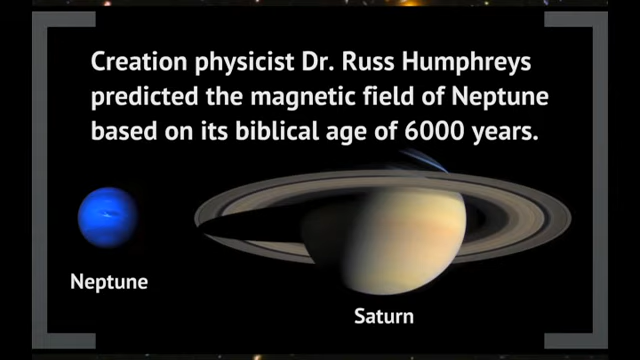 Creation physicist Dr. Russ Humphreys
predicted the magnetic field of Neptune
based on its biblical age of 6000 years.
Neptune
Saturn